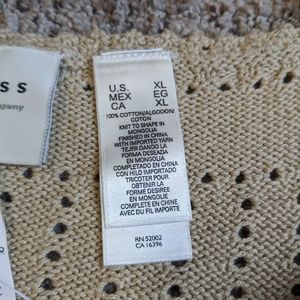 S S
mpany
U.S. XL
MEX EG
CA XL
100% COTTON/ALGODON/
COTON
KNIT TO SHAPE IN
MONGOLIA
FINISHED IN CHINA
WITH IMPORTED YARN
TEJER DANDO LA
FORMA DESEADA
EN MONGOLIA
COMPLETADO EN CHINA
CON HILO IMPORTADO
TRICOTER POUR
OBTENIR LA
FORME DESIREE
EN MONGOLIE
COMPLETE EN CHINE
AVEC DU FIL IMPORTE
RN 52002
CA 16396